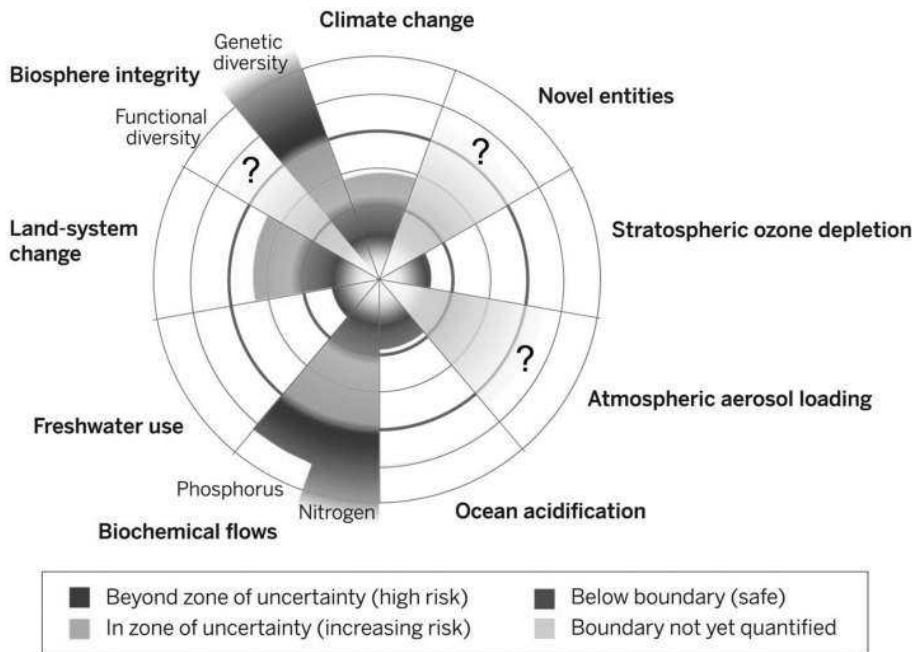 Climate change
Genetic
diversity
Biosphere integrity
Novel entities
Functional
diversity
?
?
Land-system
change
Stratospheric ozone depletion
?
Atmospheric aerosol loading
Freshwater use
Phosphorus
Nitrogen
Ocean acidification
Biochemical flows
Beyond zone of uncertainty (high risk)
Below boundary (safe)
In zone of uncertainty (increasing risk)
Boundary not yet quantified